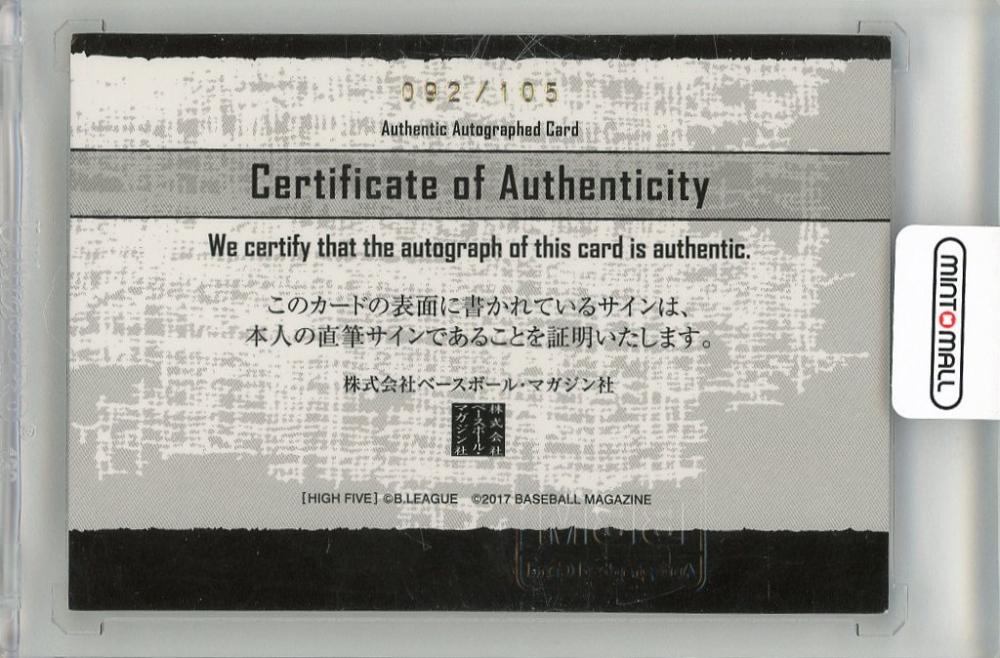 092/105
Authentic Autographed Card
Certificate of Authenticity
We certify that the autograph of this card is authentic.
このカードの表面に書かれているサインは、
本人の直筆サインであることを証明いたします。
株式会社ベースボール・マガジン社
株式会社
ベースボール・
マガジン社
[HIGH FIVE] ©B.LEAGUE ©2017 BASEBALL MAGAZINE
MINTOMALL